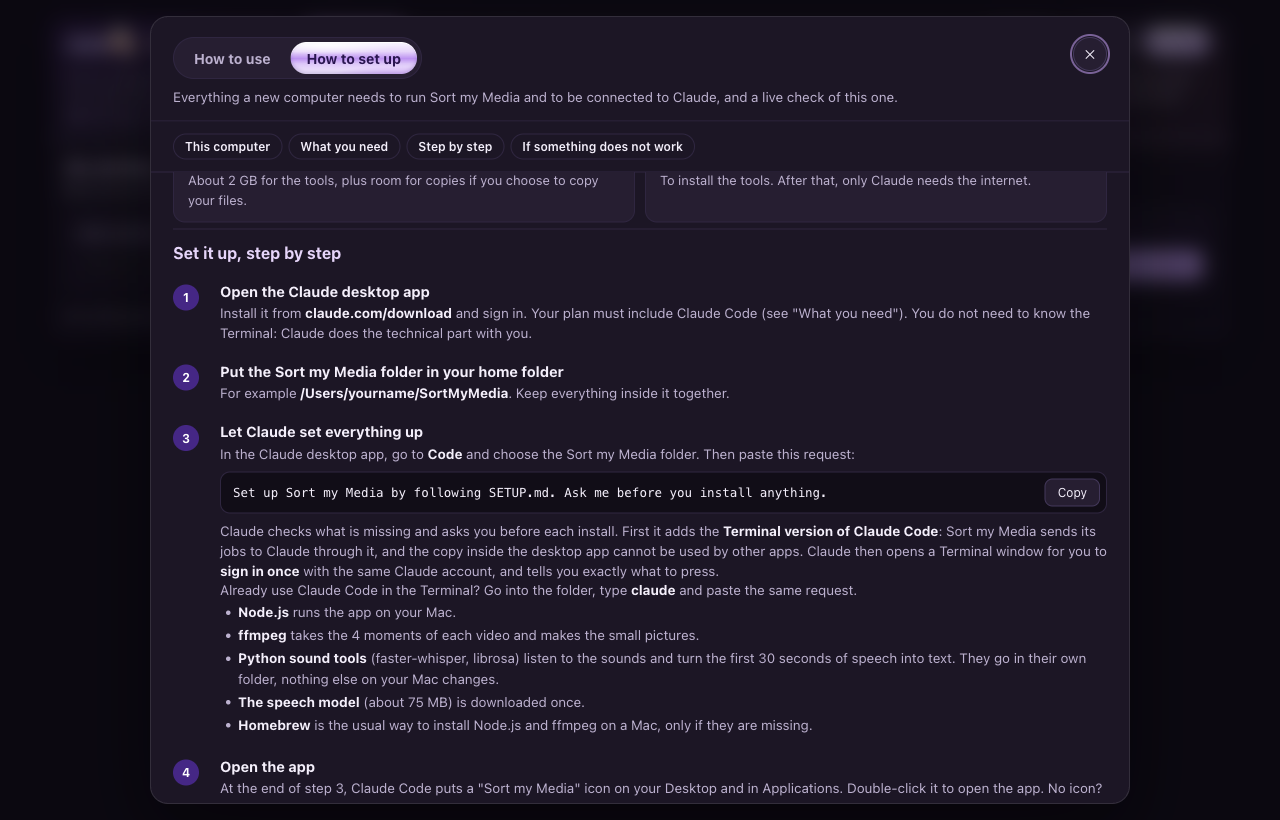 How to use
How to set up
Everything a new computer needs to run Sort my Media and to be connected to Claude, and a live check of this one.
This computer
What you need
Step by step
If something does not work
About 2 GB for the tools, plus room for copies if you choose to copy
your files.
To install the tools. After that, only Claude needs the internet.
Set it up, step by step
1
Open the Claude desktop app
Install it from claude.com/download and sign in. Your plan must include Claude Code (see "What you need"). You do not need to know the
Terminal: Claude does the technical part with you.
2
Put the Sort my Media folder in your home folder
For example /Users/yourname/SortMyMedia. Keep everything inside it together.
3
Let Claude set everything up
In the Claude desktop app, go to Code and choose the Sort my Media folder. Then paste this request:
Set up Sort my Media by following SETUP.md. Ask me before you install anything.
Copy
Claude checks what is missing and asks you before each install. First it adds the Terminal version of Claude Code: Sort my Media sends its
jobs to Claude through it, and the copy inside the desktop app cannot be used by other apps. Claude then opens a Terminal window for you to
sign in once with the same Claude account, and tells you exactly what to press.
Already use Claude Code in the Terminal? Go into the folder, type claude and paste the same request.
• Node.js runs the app on your Mac.
• ffmpeg takes the 4 moments of each video and makes the small pictures.
• Python sound tools (faster-whisper, librosa) listen to the sounds and turn the first 30 seconds of speech into text. They go in their own
folder, nothing else on your Mac changes.
• The speech model (about 75 MB) is downloaded once.
• Homebrew is the usual way to install Node.js and ffmpeg on a Mac, only if they are missing.
4
Open the app
At the end of step 3, Claude Code puts a "Sort my Media" icon on your Desktop and in Applications. Double-click it to open the app. No icon?